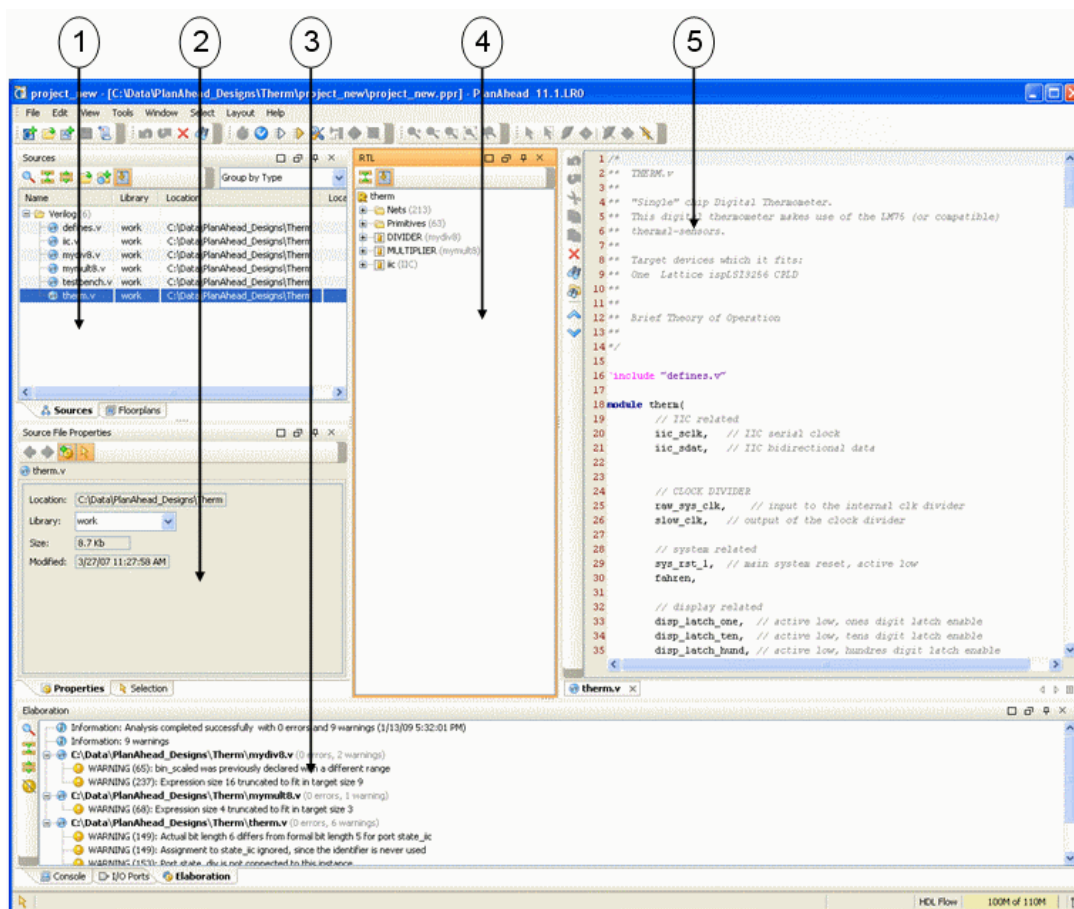 1 2 3 4 5
project_new - [C:\Data\PlanAhead_Designs\Therm\project_new\project_new.ppr] - PlanAhead 11.1.LR0
File Edit View Tools Window Select Layout Help
Sources
Group by Type
Name Library Location Loca
Verilog (6)
defines.v work C:\Data\PlanAhead_Designs\Therm
iic.v work C:\Data\PlanAhead_Designs\Therm
mydiv8.v work C:\Data\PlanAhead_Designs\Therm
mymult8.v work C:\Data\PlanAhead_Designs\Therm
testbench.v work C:\Data\PlanAhead_Designs\Therm
therm.v work C:\Data\PlanAhead_Designs\Therm
Sources Floorplans
Source File Properties
therm.v
Location: C:\Data\PlanAhead_Designs\Therm
Library: work
Size: 8.7 Kb
Modified: 3/27/07 11:27:58 AM
Properties Selection
RTL
therm
Nets (213)
Primitives (63)
DIVIDER (mydiv8)
MULTIPLIER (mymult8)
iic (IIC)
1 /*
2 ** THERM.v
3 **
4 ** "Single" chip Digital Thermometer.
5 ** This digital thermometer makes use of the LM76 (or compatible)
6 ** thermal-sensors.
7 **
8 ** Target devices which it fits:
9 ** One Lattice ispLSI3256 CPLD
10 **
11 **
12 ** Brief Theory of Operation
13 **
14 */
15
16 `include "defines.v"
17
18 module therm(
19 // IIC related
20 iic_sclk, // IIC serial clock
21 iic_sdat, // IIC bidirectional data
22
23
24 // CLOCK DIVIDER
25 raw_sys_clk, // input to the internal clk divider
26 slow_clk, // output of the clock divider
27
28 // system related
29 sys_rst_l, // main system reset, active low
30 fahren,
31
32 // display related
33 disp_latch_one, // active low, ones digit latch enable
34 disp_latch_ten, // active low, tens digit latch enable
35 disp_latch_hund, // active low, hundres digit latch enable
therm.v
Elaboration
Information: Analysis completed successfully with 0 errors and 9 warnings (1/13/09 5:32:01 PM)
Information: 9 warnings
C:\Data\PlanAhead_Designs\Therm\mydiv8.v (0 errors, 2 warnings)
WARNING (65): bin_scaled was previously declared with a different range
WARNING (237): Expression size 16 truncated to fit in target size 9
C:\Data\PlanAhead_Designs\Therm\mymult8.v (0 errors, 1 warning)
WARNING (68): Expression size 4 truncated to fit in target size 3
C:\Data\PlanAhead_Designs\Therm\therm.v (0 errors, 6 warnings)
WARNING (149): Actual bit length 6 differs from formal bit length 5 for port state_iic
WARNING (149): Assignment to state_iic ignored, since the identifier is never used
WARNING (153): Port state_div is not connected to this instance
Console I/O Ports Elaboration
HDL Flow 100M of 110M